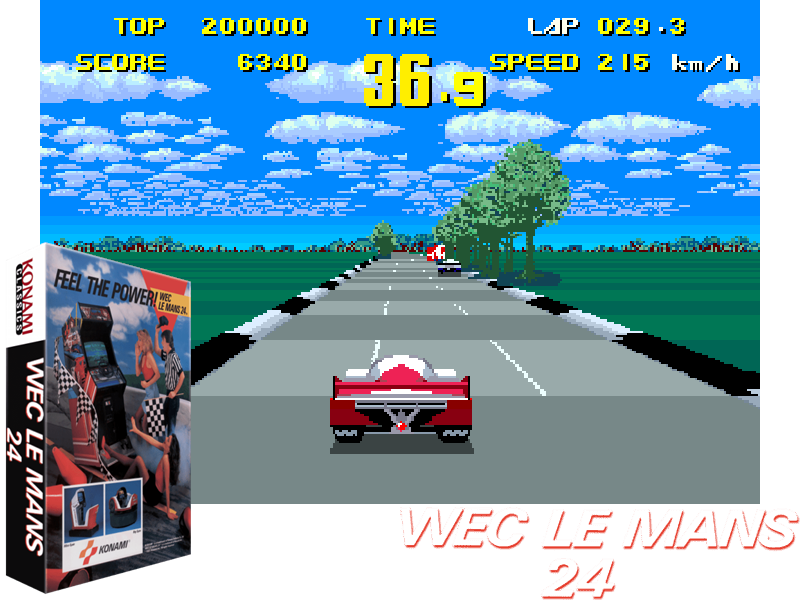 TOP 200000 TIME LAP 029.3
SCORE 6340 36.9 SPEED 215 km/h
KONAMI
CLASSICS
WEC LE MANS
24
FEEL THE POWER!
WEC
LE MANS 24.
KONAMI
WEC LE MANS
24